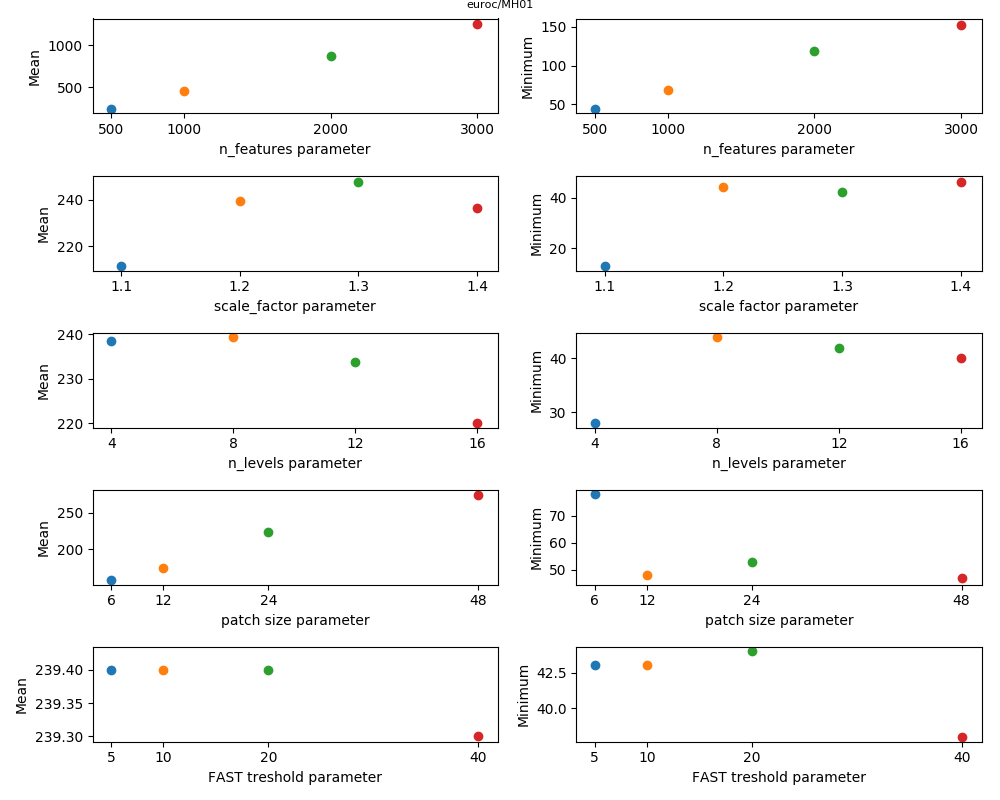 euroc/MH01
Mean
1000
500
500 1000 2000 3000
n_features parameter
Minimum
150
100
50
500 1000 2000 3000
n_features parameter
Mean
240
220
1.1 1.2 1.3 1.4
scale_factor parameter
Minimum
40
20
1.1 1.2 1.3 1.4
scale factor parameter
Mean
240
230
220
4 8 12 16
n_levels parameter
Minimum
40
30
4 8 12 16
n_levels parameter
Mean
250
200
6 12 24 48
patch size parameter
Minimum
70
60
50
6 12 24 48
patch size parameter
Mean
239.40
239.35
239.30
5 10 20 40
FAST treshold parameter
Minimum
42.5
40.0
5 10 20 40
FAST treshold parameter